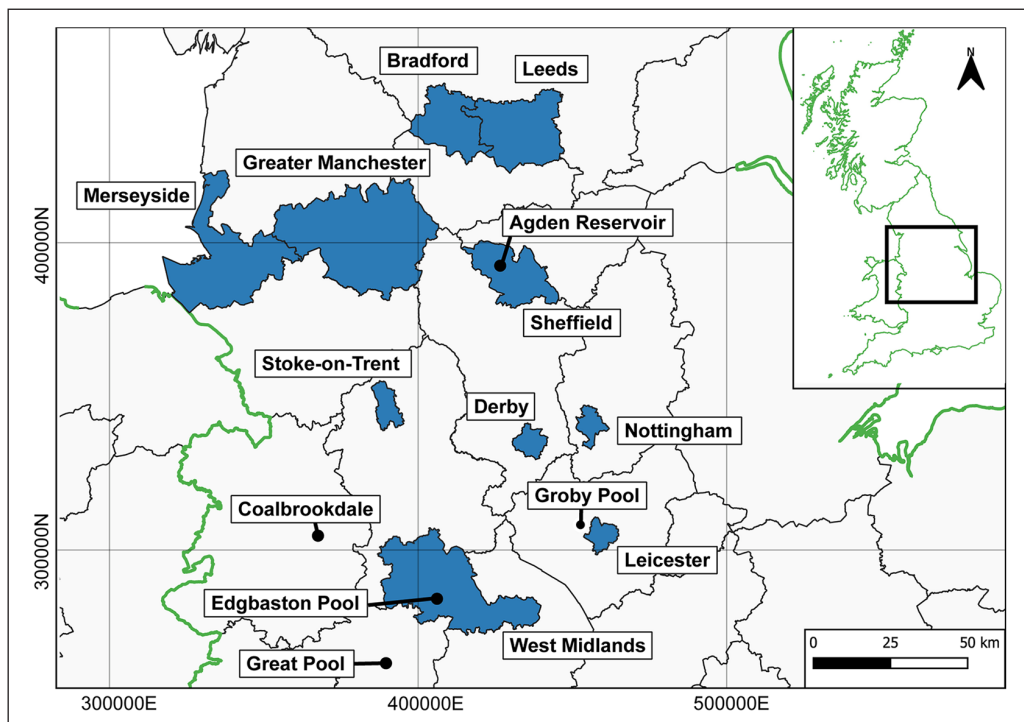 N
Bradford
Leeds
Greater Manchester
Merseyside
Agden Reservoir
400000N
Sheffield
Stoke-on-Trent
Derby
Nottingham
Groby Pool
Coalbrookdale
300000N
Leicester
Edgbaston Pool
West Midlands
Great Pool
0 25 50 km
300000E 400000E 500000E